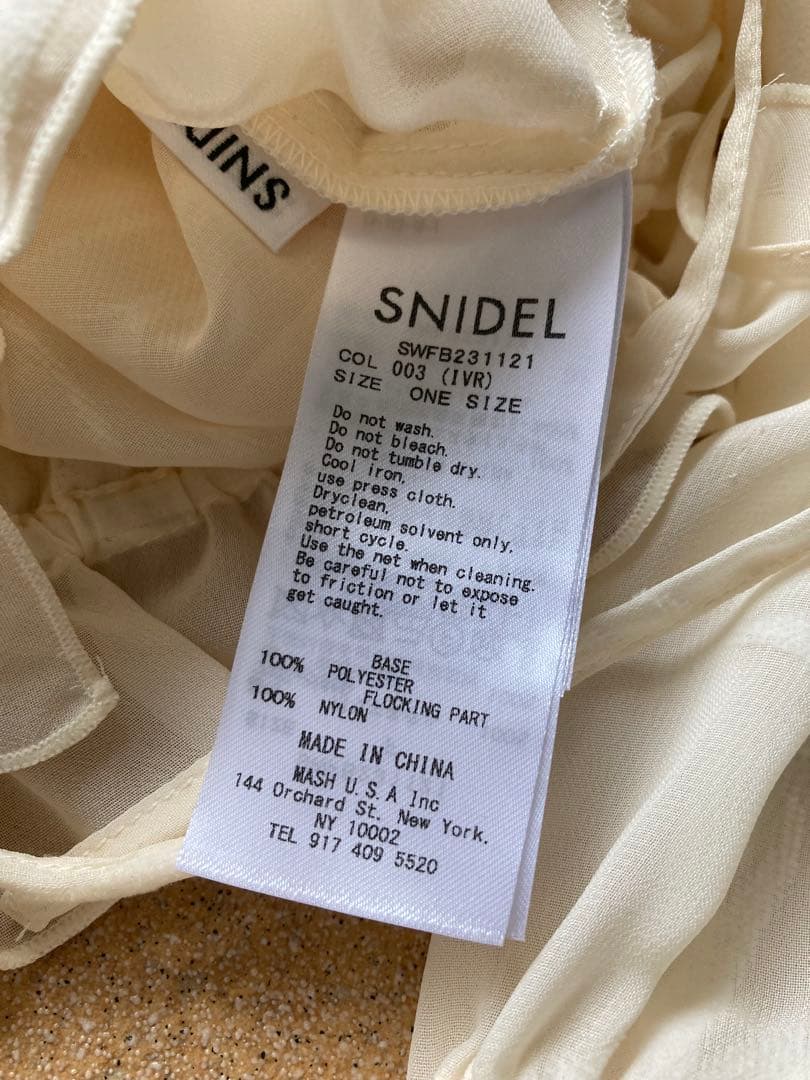 SNID
SNIDEL
SWFB231121
COL 003 (IVR)
SIZE ONE SIZE
Do not wash.
Do not bleach.
Do not tumble dry.
Cool iron,
use press cloth.
Dryclean,
petroleum solvent only,
short cycle.
Use the net when cleaning.
Be careful not to expose
to friction or let it
get caught.
BASE
100% POLYESTER
FLOCKING PART
100% NYLON
MADE IN CHINA
MASH U.S.A Inc
144 Orchard St. New York.
NY 10002
TEL 917 409 5520